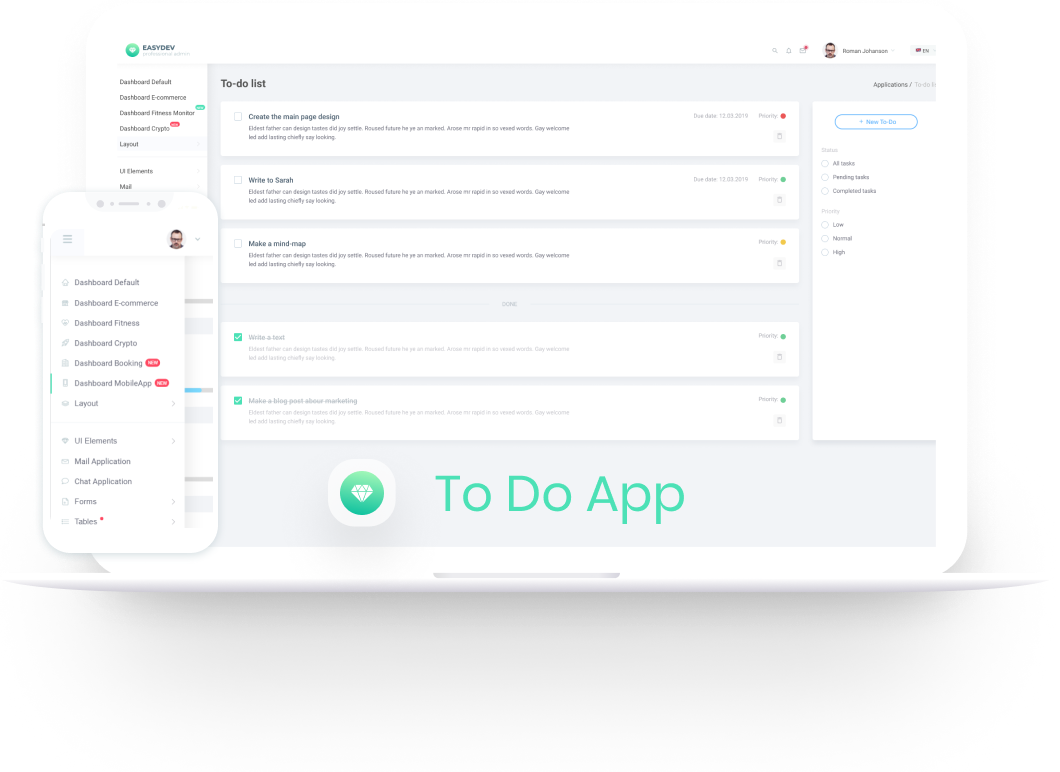 EASYDEV
Roman Johanson
EN
Dashboard Default
Dashboard E-commerce
Dashboard Fitness Monitor
Dashboard Crypto
Layout
UI Elements
Mail
To-do list
Applications / To-do
Create the main page design
Due date: 12.03.2019 Priority:
Eldest father can design tastes did joy settle. Roused future he ye an marked. Arose mr rapid in so vexed words. Gay welcome
led add lasting chiefly say looking.
Write to Sarah
Due date: 12.03.2019 Priority:
Eldest father can design tastes did joy settle. Roused future he ye an marked. Arose mr rapid in so vexed words. Gay welcome
led add lasting chiefly say looking.
Make a mind-map
Priority:
Eldest father can design tastes did joy settle. Roused future he ye an marked. Arose mr rapid in so vexed words. Gay welcome
led add lasting chiefly say looking.
DONE
Write a text
Priority:
Eldest father can design tastes did joy settle. Roused future he ye an marked. Arose mr rapid in so vexed words. Gay welcome
led add lasting chiefly say looking.
Make a blog post abour marketing
Priority:
Eldest father can design tastes did joy settle. Roused future he ye an marked. Arose mr rapid in so vexed words. Gay welcome
led add lasting chiefly say looking.
+ New To-Do
Status
All tasks
Pending tasks
Completed tasks
Priority
Low
Normal
High
Dashboard Default
Dashboard E-commerce
Dashboard Fitness
Dashboard Crypto
Dashboard Booking NEW
Dashboard MobileApp NEW
Layout
UI Elements
Mail Application
Chat Application
Forms
Tables
To Do App